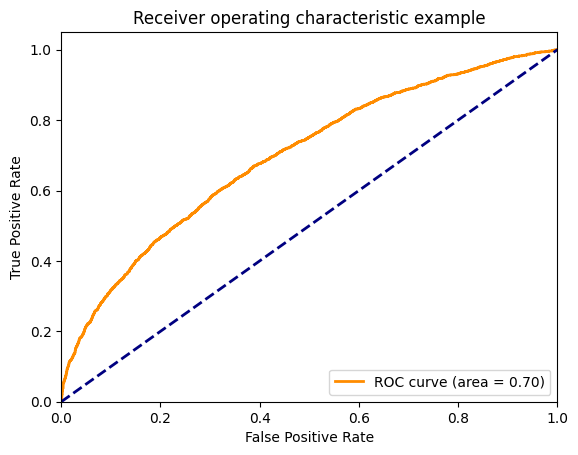 Receiver operating characteristic example
True Positive Rate
1.0
0.8
0.6
0.4
0.2
0.0
ROC curve (area = 0.70)
0.0 0.2 0.4 0.6 0.8 1.0
False Positive Rate